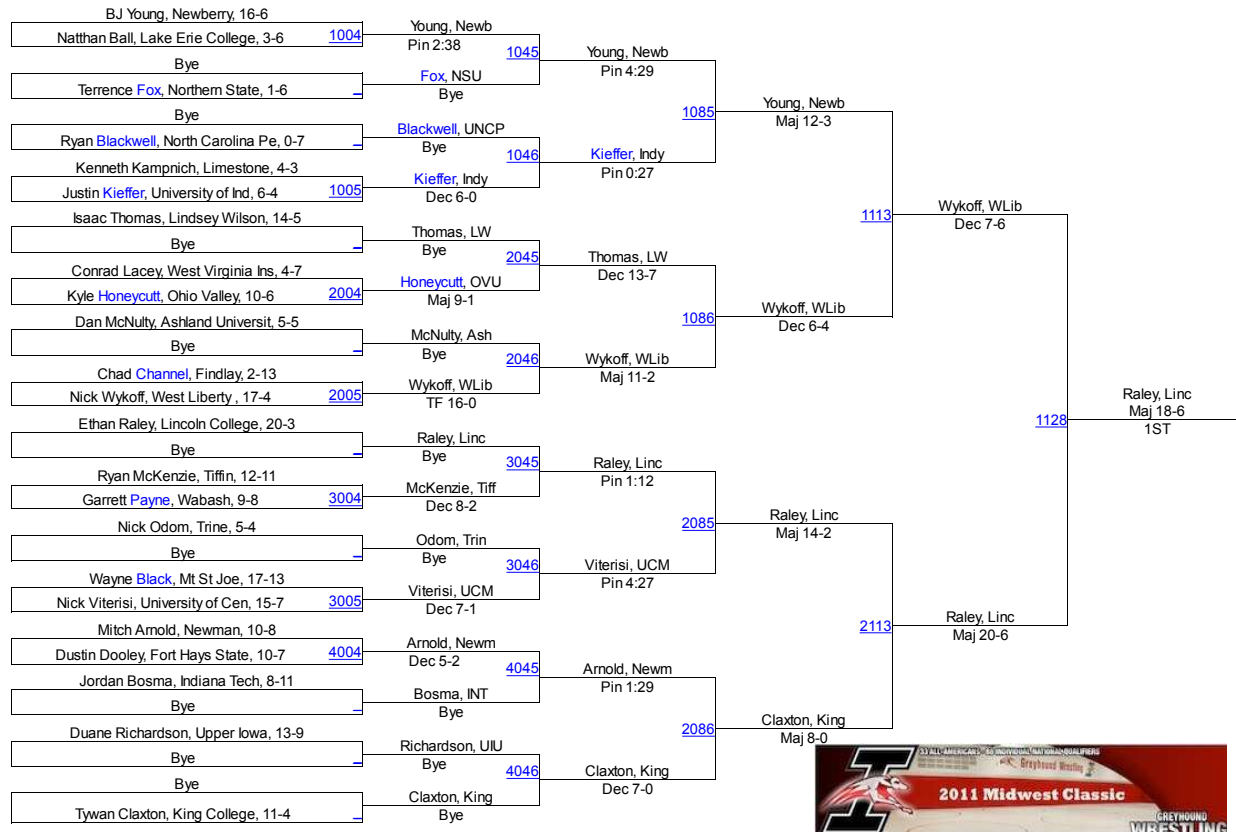 BJ Young, Newberry, 16-6
Natthan Ball, Lake Erie College, 3-6
1004
Bye
Terrence Fox, Northern State, 1-6
Bye
Ryan Blackwell, North Carolina Pe, 0-7
Kenneth Kampnich, Limestone, 4-3
Justin Kieffer, University of Ind, 6-4
1005
Isaac Thomas, Lindsey Wilson, 14-5
Bye
Conrad Lacey, West Virginia Ins, 4-7
Kyle Honeycutt, Ohio Valley, 10-6
2004
Dan McNulty, Ashland Universit, 5-5
Bye
Chad Channel, Findlay, 2-13
Nick Wykoff, West Liberty , 17-4
2005
Ethan Raley, Lincoln College, 20-3
Bye
Ryan McKenzie, Tiffin, 12-11
Garrett Payne, Wabash, 9-8
3004
Nick Odom, Trine, 5-4
Bye
Wayne Black, Mt St Joe, 17-13
Nick Viterisi, University of Cen, 15-7
3005
Mitch Arnold, Newman, 10-8
Dustin Dooley, Fort Hays State, 10-7
4004
Jordan Bosma, Indiana Tech, 8-11
Bye
Duane Richardson, Upper Iowa, 13-9
Bye
Bye
Tywan Claxton, King College, 11-4
Young, Newb
Pin 2:38
1045
Fox, NSU
Bye
Blackwell, UNCP
Bye
1046
Kieffer, Indy
Dec 6-0
Thomas, LW
Bye
2045
Honeycutt, OVU
Maj 9-1
McNulty, Ash
Bye
2046
Wykoff, WLib
TF 16-0
Raley, Linc
Bye
3045
McKenzie, Tiff
Dec 8-2
Odom, Trin
Bye
3046
Viterisi, UCM
Dec 7-1
Arnold, Newm
Dec 5-2
4045
Bosma, INT
Bye
Richardson, UIU
Bye
4046
Claxton, King
Bye
Young, Newb
Pin 4:29
1085
Kieffer, Indy
Pin 0:27
Thomas, LW
Dec 13-7
1086
Wykoff, WLib
Maj 11-2
Raley, Linc
Pin 1:12
2085
Viterisi, UCM
Pin 4:27
Arnold, Newm
Pin 1:29
2086
Claxton, King
Dec 7-0
Young, Newb
Maj 12-3
1113
Wykoff, WLib
Dec 6-4
Raley, Linc
Maj 14-2
2113
Claxton, King
Maj 8-0
Wykoff, WLib
Dec 7-6
1128
Raley, Linc
Maj 20-6
Raley, Linc
Maj 18-6
1ST
33 ALL-AMERICANS 88 INDIVIDUAL NATIONAL QUALIFIERS
Greyhound Wrestling
2011 Midwest Classic
GREYHOUND
WRESTLING